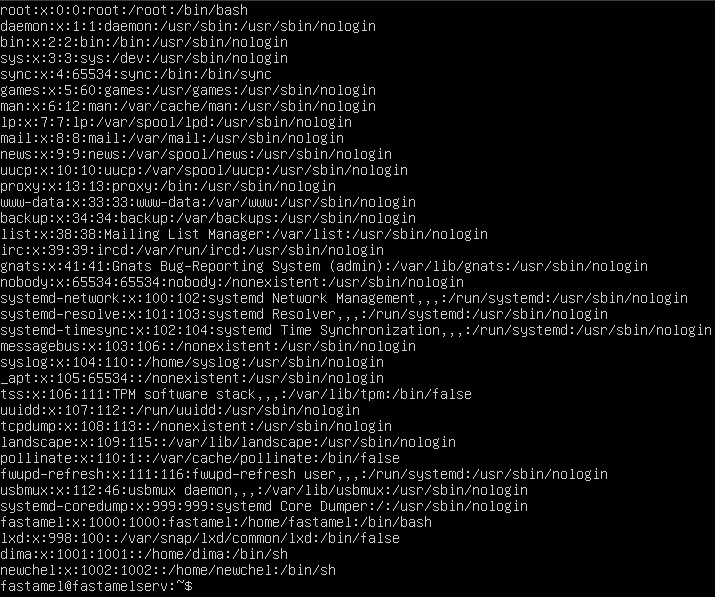 root:x:0:0:root:/root:/bin/bash
daemon:x:1:1:daemon:/usr/sbin:/usr/sbin/nologin
bin:x:2:2:bin:/bin:/usr/sbin/nologin
sys:x:3:3:sys:/dev:/usr/sbin/nologin
sync:x:4:65534:sync:/bin:/bin/sync
games:x:5:60:games:/usr/games:/usr/sbin/nologin
man:x:6:12:man:/var/cache/man:/usr/sbin/nologin
lp:x:7:7:lp:/var/spool/lpd:/usr/sbin/nologin
mail:x:8:8:mail:/var/mail:/usr/sbin/nologin
news:x:9:9:news:/var/spool/news:/usr/sbin/nologin
uucp:x:10:10:uucp:/var/spool/uucp:/usr/sbin/nologin
proxy:x:13:13:proxy:/bin:/usr/sbin/nologin
www-data:x:33:33:www-data:/var/www:/usr/sbin/nologin
backup:x:34:34:backup:/var/backups:/usr/sbin/nologin
list:x:38:38:Mailing List Manager:/var/list:/usr/sbin/nologin
irc:x:39:39:ircd:/var/run/ircd:/usr/sbin/nologin
gnats:x:41:41:Gnats Bug-Reporting System (admin):/var/lib/gnats:/usr/sbin/nologin
nobody:x:65534:65534:nobody:/nonexistent:/usr/sbin/nologin
systemd-network:x:100:102:systemd Network Management,,,:/run/systemd:/usr/sbin/nologin
systemd-resolve:x:101:103:systemd Resolver,,,:/run/systemd:/usr/sbin/nologin
systemd-timesync:x:102:104:systemd Time Synchronization,,,:/run/systemd:/usr/sbin/nologin
messagebus:x:103:106::/nonexistent:/usr/sbin/nologin
syslog:x:104:110::/home/syslog:/usr/sbin/nologin
_apt:x:105:65534::/nonexistent:/usr/sbin/nologin
tss:x:106:111:TPM software stack,,,:/var/lib/tpm:/bin/false
uuidd:x:107:112::/run/uuidd:/usr/sbin/nologin
tcpdump:x:108:113::/nonexistent:/usr/sbin/nologin
landscape:x:109:115::/var/lib/landscape:/usr/sbin/nologin
pollinate:x:110:1::/var/cache/pollinate:/bin/false
fwupd-refresh:x:111:116:fwupd-refresh user,,,:/run/systemd:/usr/sbin/nologin
usbmux:x:112:46:usbmux daemon,,,:/var/lib/usbmux:/usr/sbin/nologin
systemd-coredump:x:999:999:systemd Core Dumper:/:/usr/sbin/nologin
fastamel:x:1000:1000:fastamel:/home/fastamel:/bin/bash
lxd:x:998:100::/var/snap/lxd/common/lxd:/bin/false
dima:x:1001:1001::/home/dima:/bin/sh
newchel:x:1002:1002::/home/newchel:/bin/sh
fastamel@fastamelserv:~$